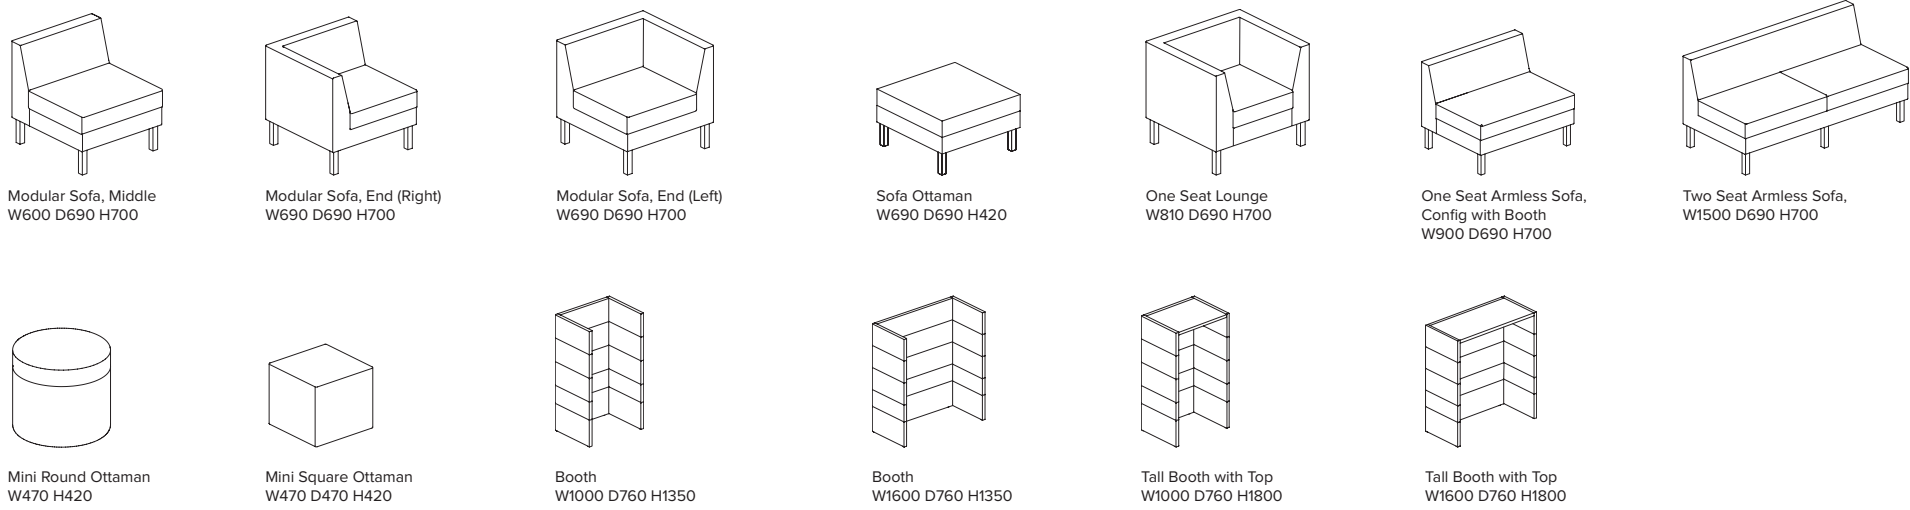 Modular Sofa, Middle
W600 D690 H700
Modular Sofa, End (Right)
W690 D690 H700
Modular Sofa, End (Left)
W690 D690 H700
Sofa Ottaman
W690 D690 H420
One Seat Lounge
W810 D690 H700
One Seat Armless Sofa,
Config with Booth
W900 D690 H700
Two Seat Armless Sofa,
W1500 D690 H700
Mini Round Ottaman
W470 H420
Mini Square Ottaman
W470 D470 H420
Booth
W1000 D760 H1350
Booth
W1600 D760 H1350
Tall Booth with Top
W1000 D760 H1800
Tall Booth with Top
W1600 D760 H1800